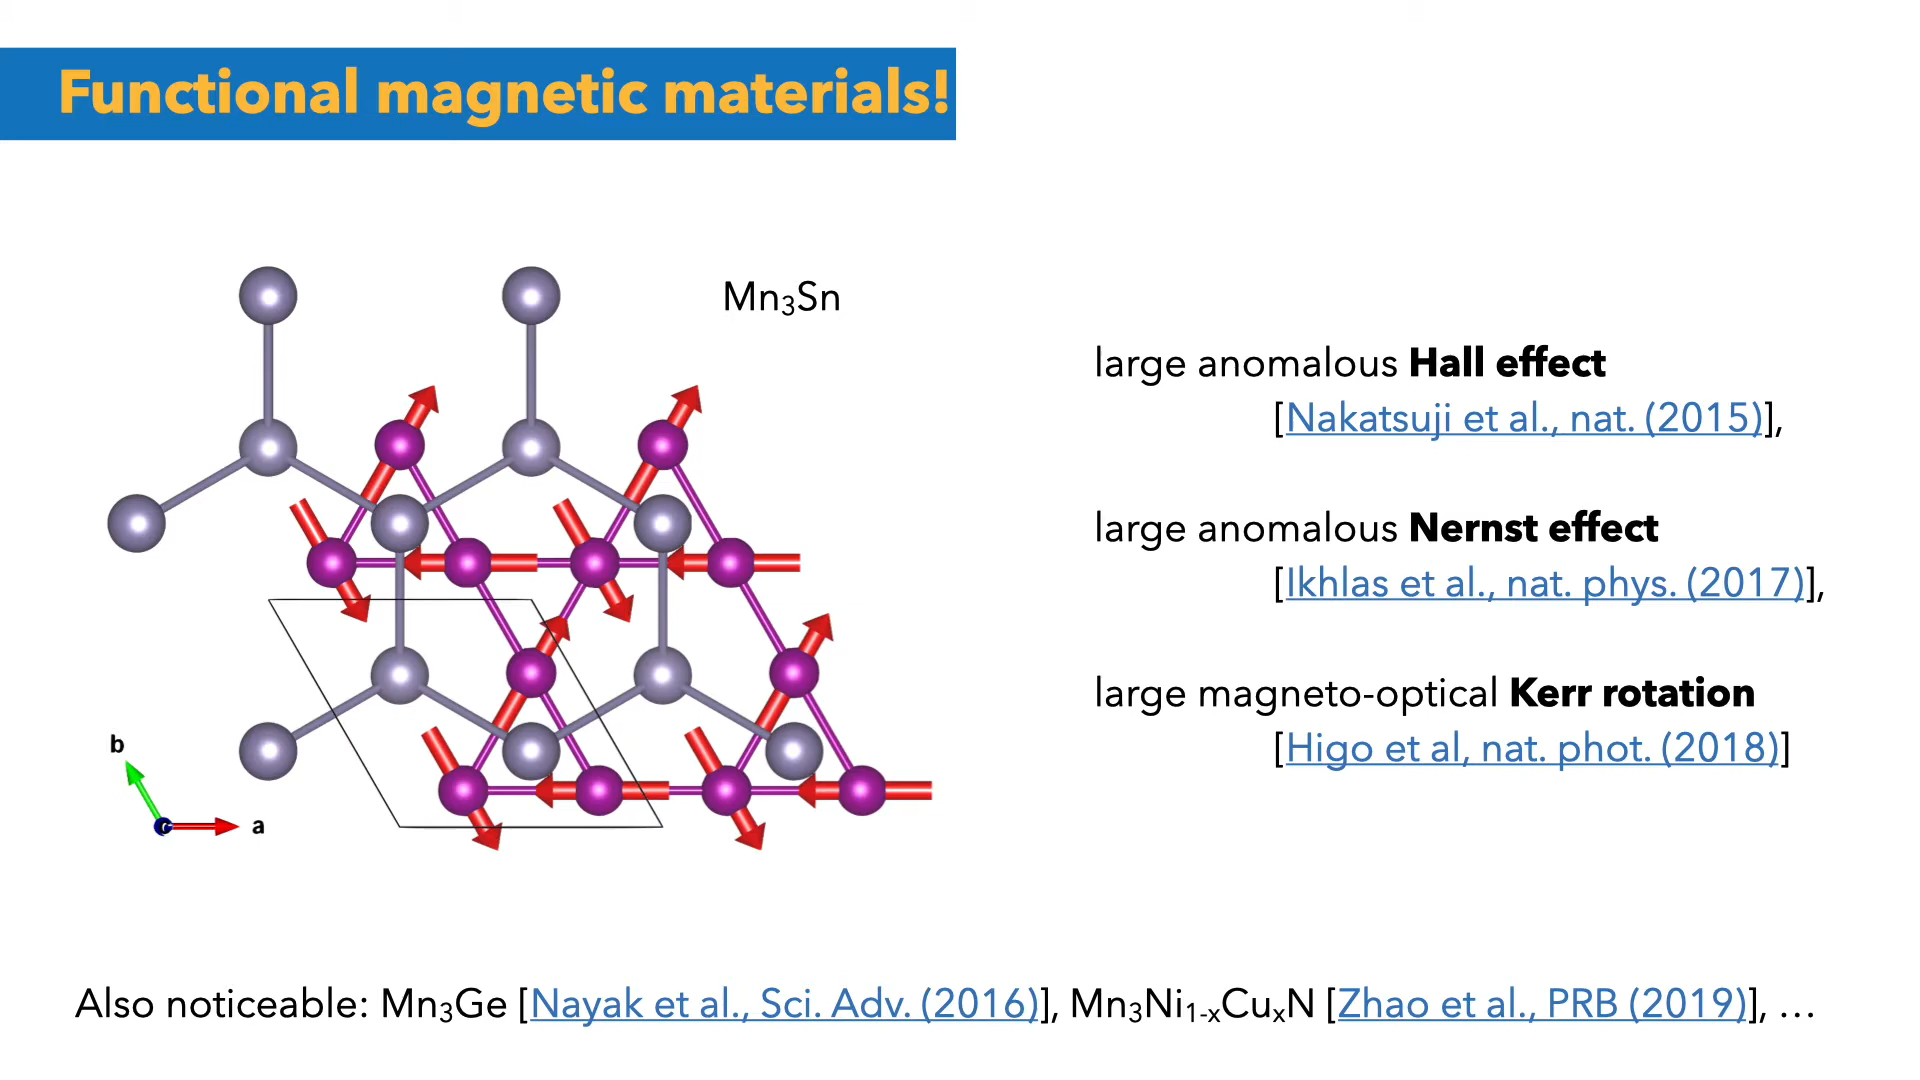 Functional magnetic materials!
Mn₃Sn
large anomalous Hall effect
[Nakatsuji et al., nat. (2015)],
large anomalous Nernst effect
[Ikhlas et al., nat. phys. (2017)],
large magneto-optical Kerr rotation
[Higo et al, nat. phot. (2018)]
b
c
a
Also noticeable: Mn₃Ge [Nayak et al., Sci. Adv. (2016)], Mn₃Ni₁₋ₓCuₓN [Zhao et al., PRB (2019)], …